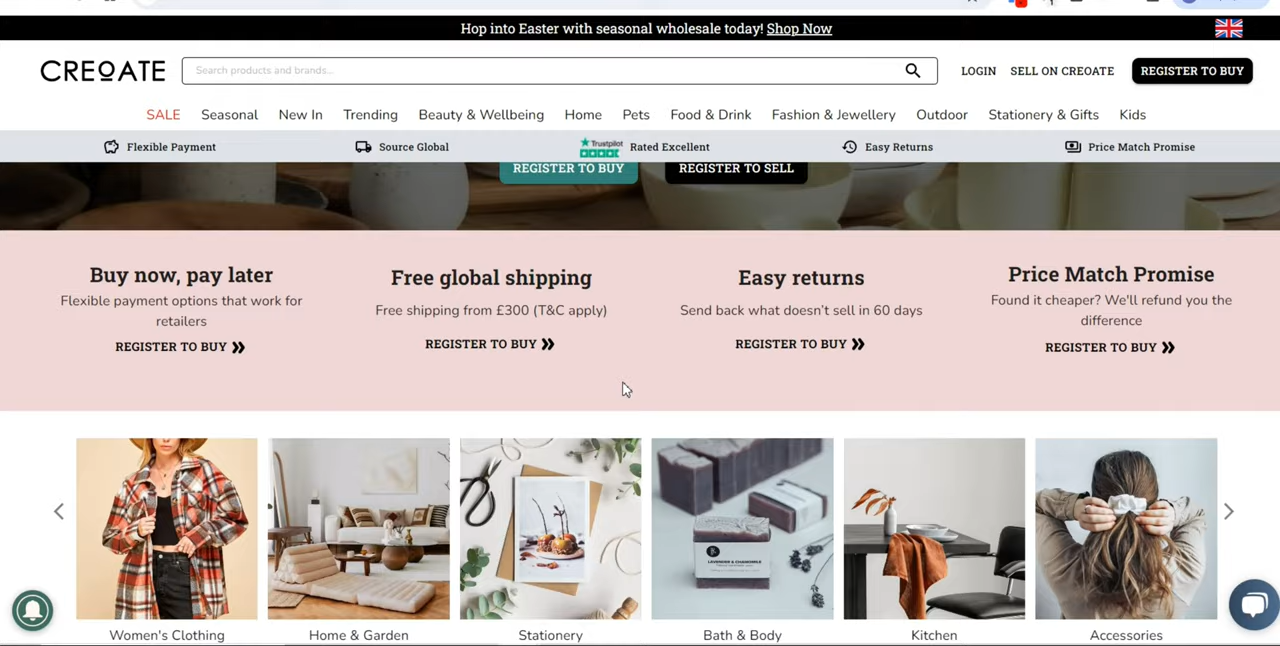 Hop into Easter with seasonal wholesale today! Shop Now
CREOATE
Search products and brands...
LOGIN
SELL ON CREOATE
REGISTER TO BUY
SALE
Seasonal
New In
Trending
Beauty & Wellbeing
Home
Pets
Food & Drink
Fashion & Jewellery
Outdoor
Stationery & Gifts
Kids
Flexible Payment
Source Global
Trustpilot
Rated Excellent
Easy Returns
Price Match Promise
REGISTER TO BUY
REGISTER TO SELL
Buy now, pay later
Flexible payment options that work for
retailers
REGISTER TO BUY
Free global shipping
Free shipping from £300 (T&C apply)
REGISTER TO BUY
Easy returns
Send back what doesn't sell in 60 days
REGISTER TO BUY
Price Match Promise
Found it cheaper? We'll refund you the
difference
REGISTER TO BUY
LAVENDER & CHAMOMILE
Women's Clothing
Home & Garden
Stationery
Bath & Body
Kitchen
Accessories